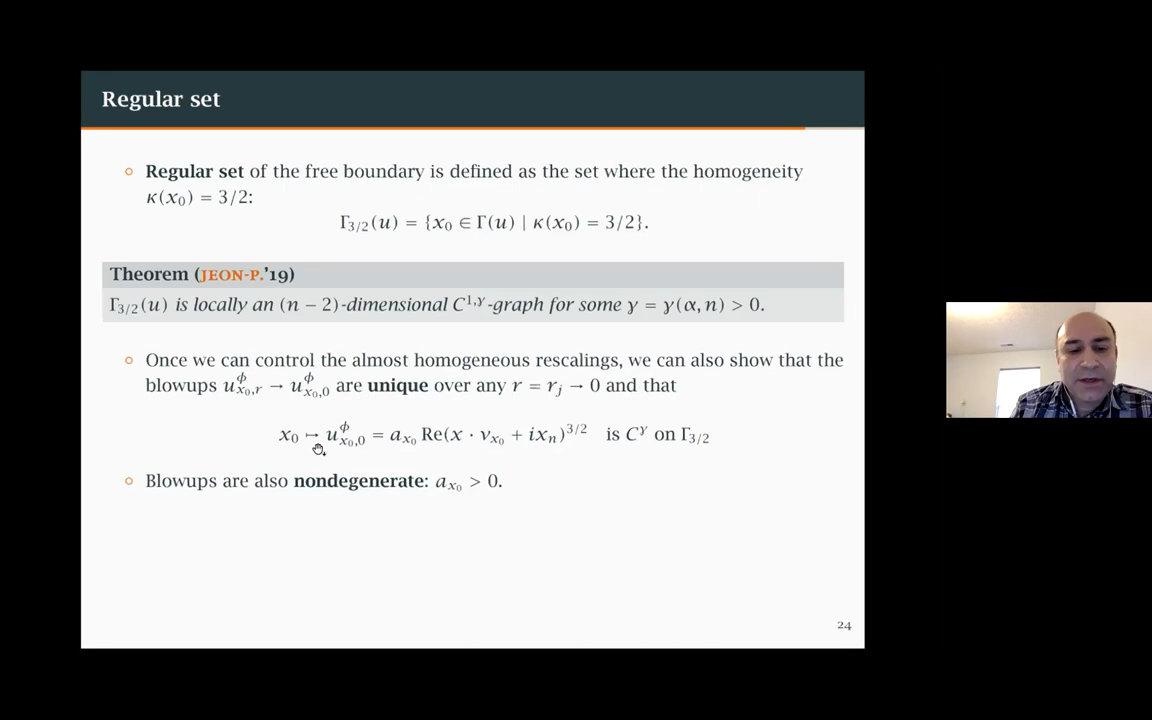 Regular set
Regular set of the free boundary is defined as the set where the homogeneity
κ(x₀) = 3/2:
Γ₃/₂(u) = {x₀ ∈ Γ(u) | κ(x₀) = 3/2}.
Theorem (JEON-P.'19)
Γ₃/₂(u) is locally an (n − 2)-dimensional C^{1,γ}-graph for some γ = γ(α, n) > 0.
Once we can control the almost homogeneous rescalings, we can also show that the
blowups u^ϕ_{x₀,r} → u^ϕ_{x₀,0} are unique over any r = r_j → 0 and that
x₀ ↦ u^ϕ_{x₀,0} = a_{x₀} Re(x · ν_{x₀} + ix_n)^{3/2} is C^γ on Γ₃/₂
Blowups are also nondegenerate: a_{x₀} > 0.
24